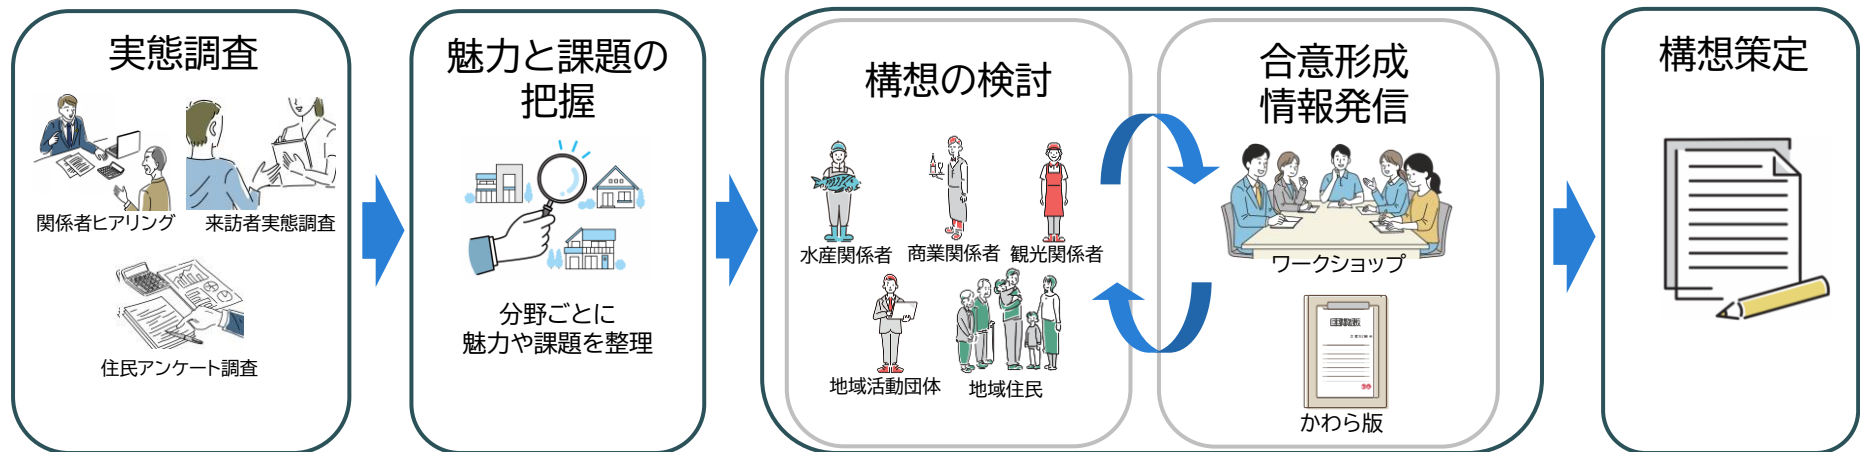 実態調査
関係者ヒアリング
来訪者実態調査
住民アンケート調査
魅力と課題の
把握
分野ごとに
魅力や課題を整理
構想の検討
水産関係者
商業関係者
観光関係者
地域活動団体
地域住民
合意形成
情報発信
ワークショップ
かわら版
構想策定